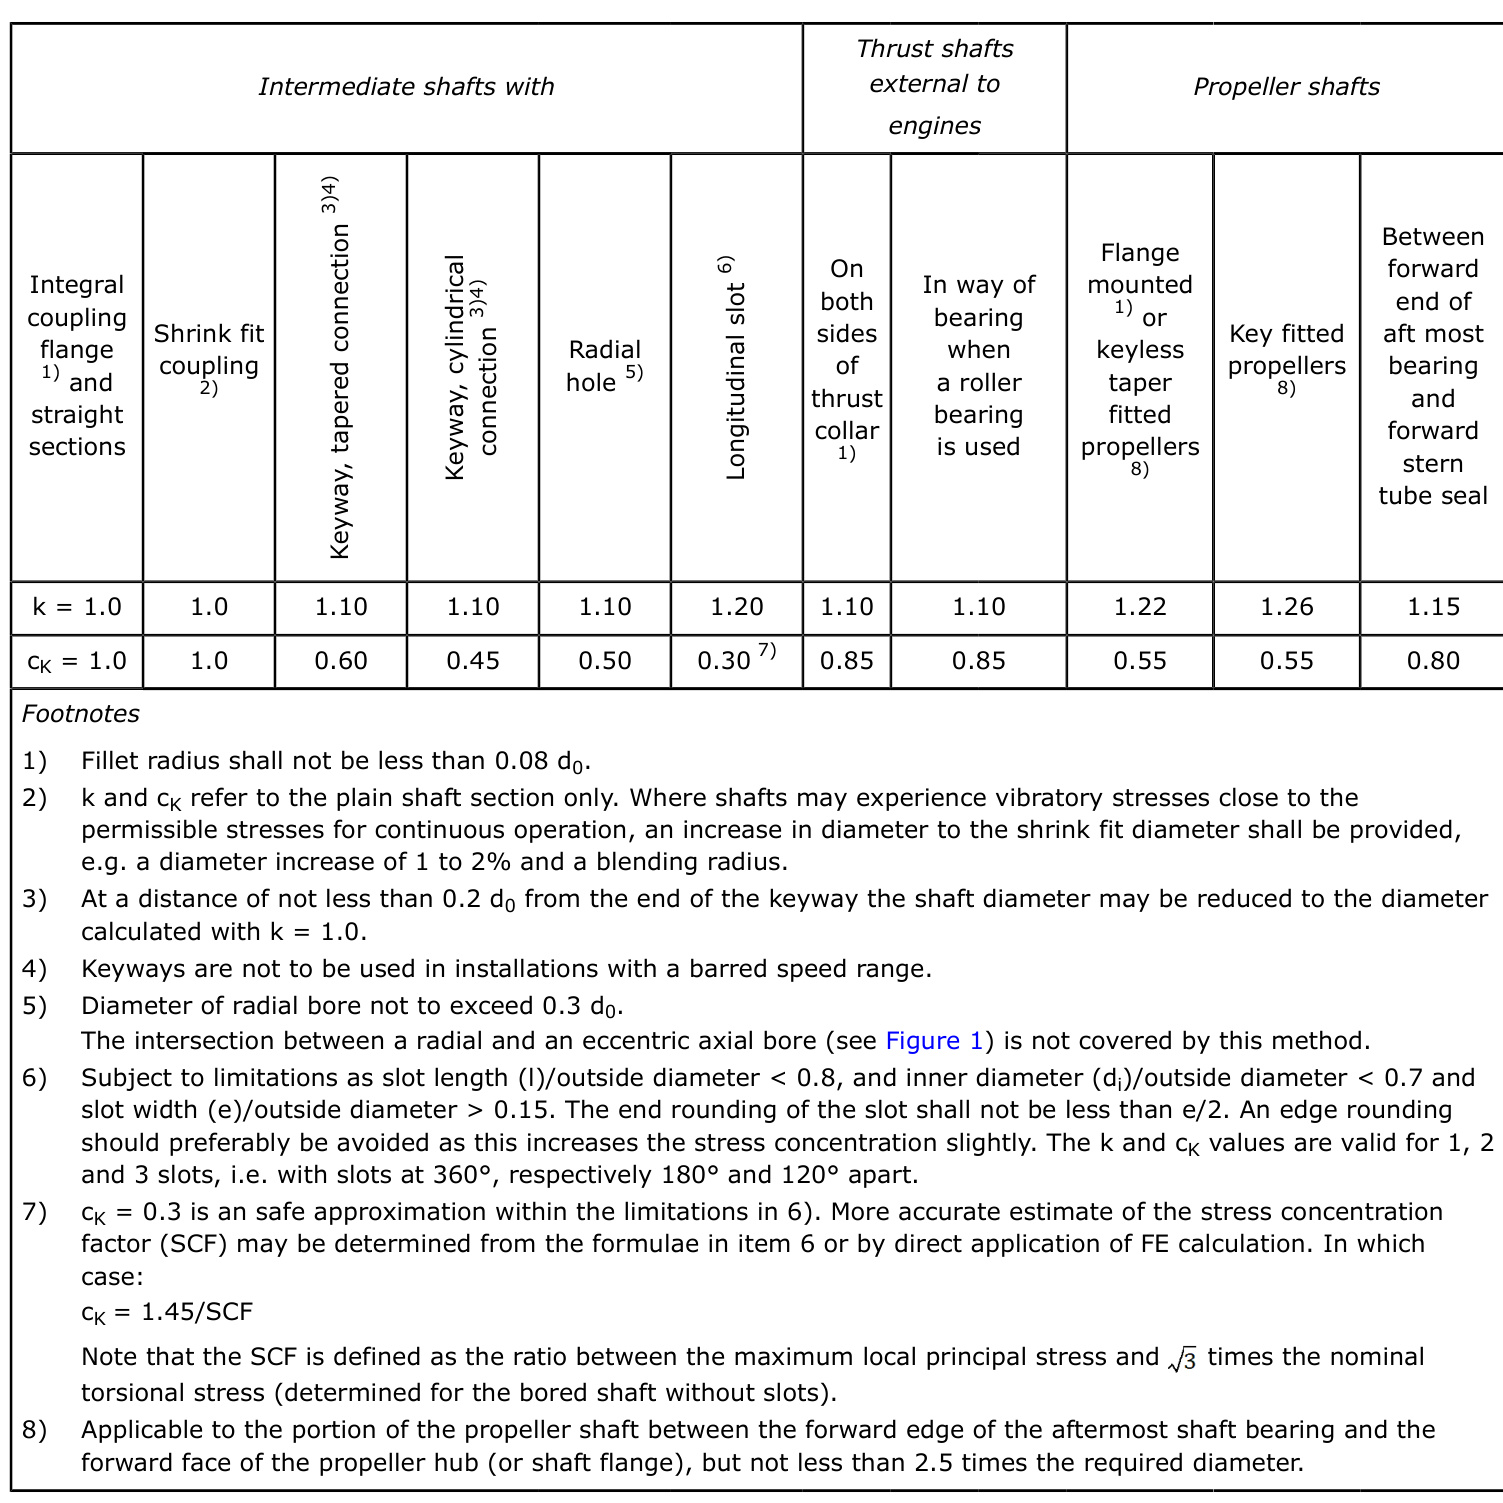 Intermediate shafts with
Thrust shafts
external to
engines
Propeller shafts
Integral
coupling
flange
1) and
straight
sections
Shrink fit
coupling
2)
Keyway, tapered connection 3)4)
Keyway, cylindrical
connection 3)4)
Radial
hole 5)
Longitudinal slot 6)
On
both
sides
of
thrust
collar
1)
In way of
bearing
when
a roller
bearing
is used
Flange
mounted
1) or
keyless
taper
fitted
propellers
8)
Key fitted
propellers
8)
Between
forward
end of
aft most
bearing
and
forward
stern
tube seal
k = 1.0 1.0 1.10 1.10 1.10 1.20 1.10 1.10 1.22 1.26 1.15
cK = 1.0 1.0 0.60 0.45 0.50 0.30 7) 0.85 0.85 0.55 0.55 0.80
Footnotes
1) Fillet radius shall not be less than 0.08 d0.
2) k and cK refer to the plain shaft section only. Where shafts may experience vibratory stresses close to the
permissible stresses for continuous operation, an increase in diameter to the shrink fit diameter shall be provided,
e.g. a diameter increase of 1 to 2% and a blending radius.
3) At a distance of not less than 0.2 d0 from the end of the keyway the shaft diameter may be reduced to the diameter
calculated with k = 1.0.
4) Keyways are not to be used in installations with a barred speed range.
5) Diameter of radial bore not to exceed 0.3 d0.
The intersection between a radial and an eccentric axial bore (see Figure 1) is not covered by this method.
6) Subject to limitations as slot length (l)/outside diameter < 0.8, and inner diameter (di)/outside diameter < 0.7 and
slot width (e)/outside diameter > 0.15. The end rounding of the slot shall not be less than e/2. An edge rounding
should preferably be avoided as this increases the stress concentration slightly. The k and cK values are valid for 1, 2
and 3 slots, i.e. with slots at 360°, respectively 180° and 120° apart.
7) cK = 0.3 is an safe approximation within the limitations in 6). More accurate estimate of the stress concentration
factor (SCF) may be determined from the formulae in item 6 or by direct application of FE calculation. In which
case:
cK = 1.45/SCF
Note that the SCF is defined as the ratio between the maximum local principal stress and √3 times the nominal
torsional stress (determined for the bored shaft without slots).
8) Applicable to the portion of the propeller shaft between the forward edge of the aftermost shaft bearing and the
forward face of the propeller hub (or shaft flange), but not less than 2.5 times the required diameter.